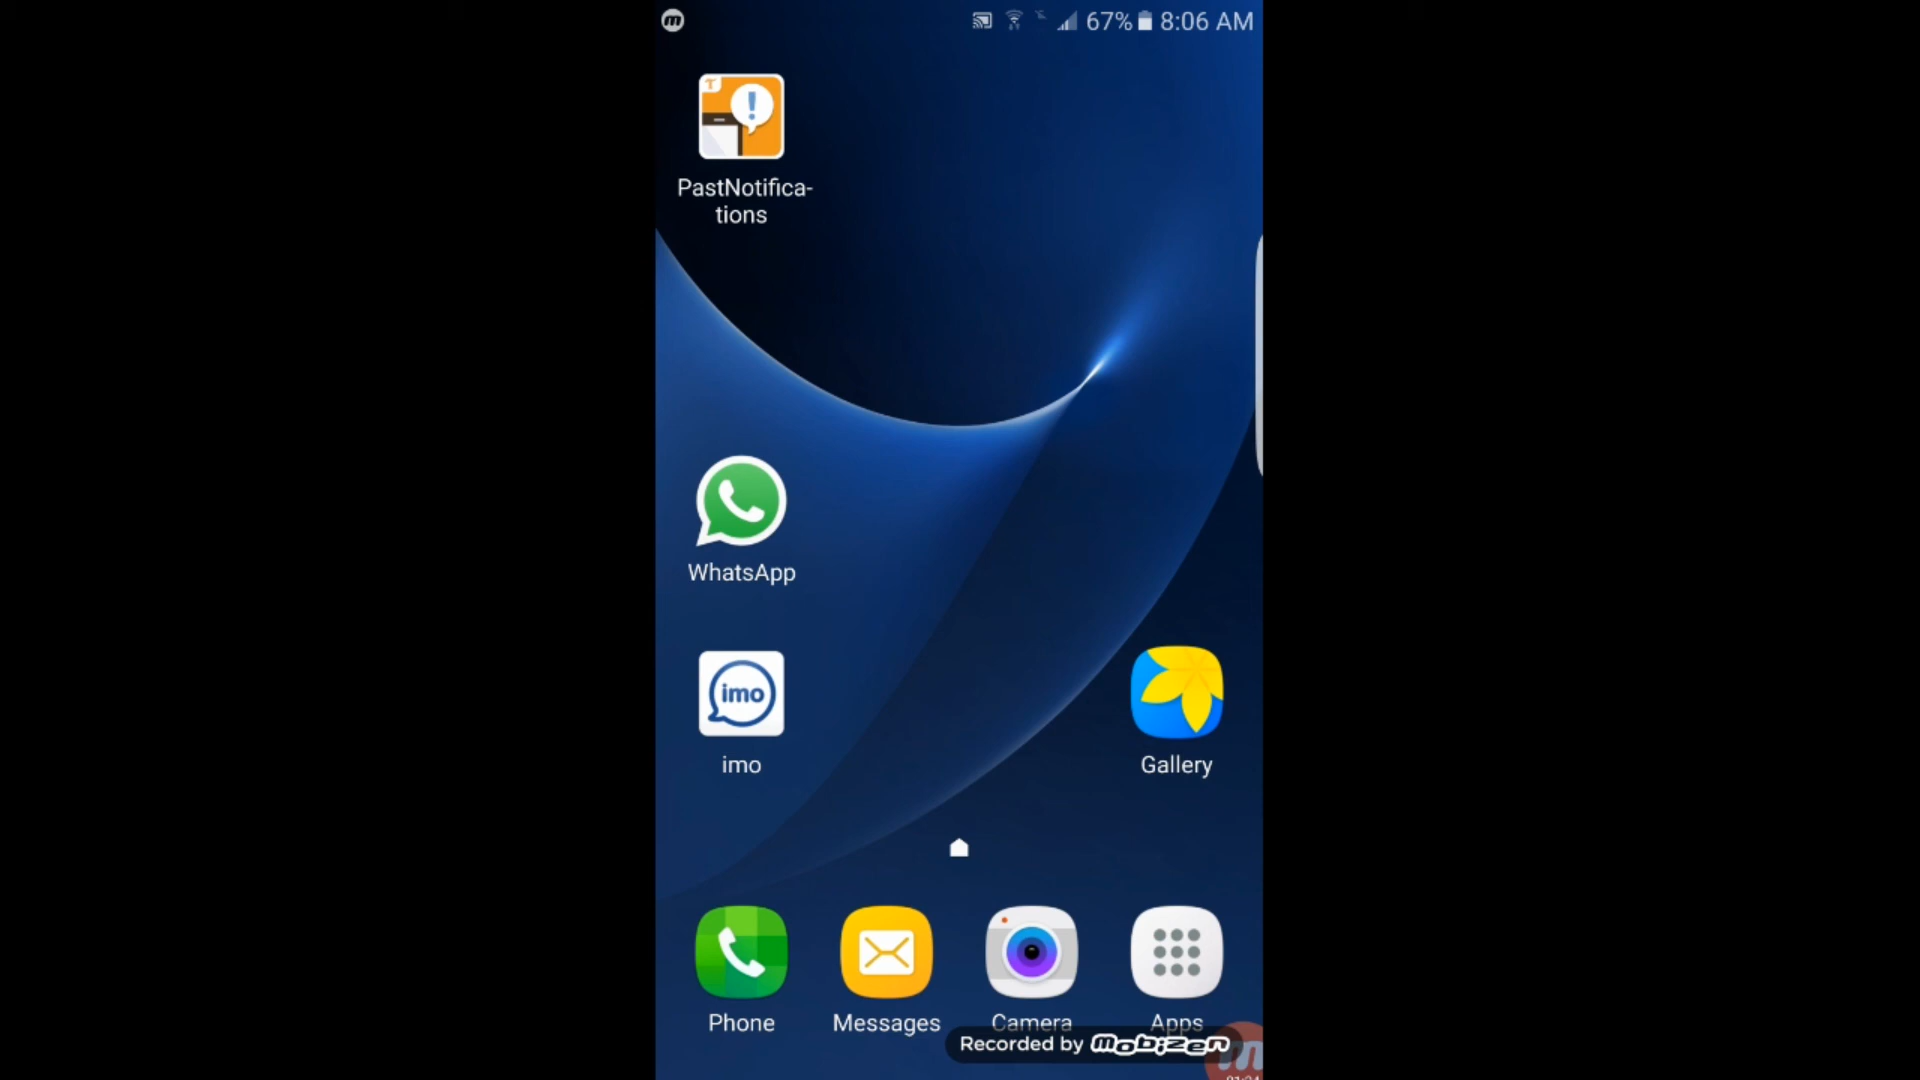 67% 8:06 AM
PastNotifica-
tions
WhatsApp
imo
imo
Gallery
Phone
Messages
Camera
Apps
Recorded by Mobizen